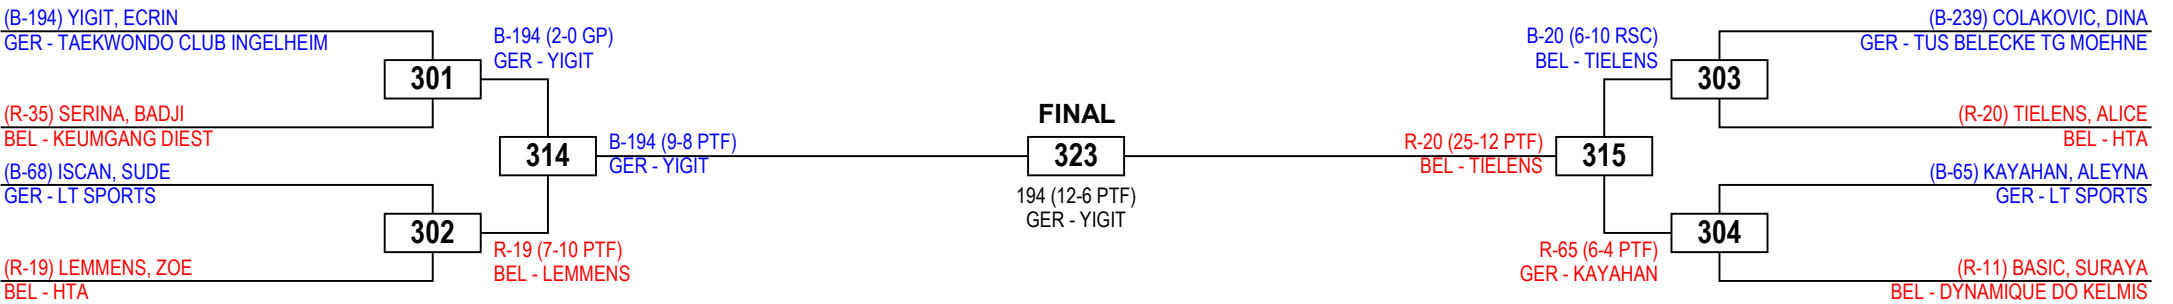 (B-194) YIGIT, ECRIN
GER - TAEKWONDO CLUB INGELHEIM
301
(R-35) SERINA, BADJI
BEL - KEUMGANG DIEST
B-194 (2-0 GP)
GER - YIGIT
(B-68) ISCAN, SUDE
GER - LT SPORTS
302
(R-19) LEMMENS, ZOE
BEL - HTA
R-19 (7-10 PTF)
BEL - LEMMENS
314
B-194 (9-8 PTF)
GER - YIGIT
FINAL
323
194 (12-6 PTF)
GER - YIGIT
R-20 (25-12 PTF)
BEL - TIELENS
315
B-20 (6-10 RSC)
BEL - TIELENS
303
(B-239) COLAKOVIC, DINA
GER - TUS BELECKE TG MOEHNE
(R-20) TIELENS, ALICE
BEL - HTA
R-65 (6-4 PTF)
GER - KAYAHAN
304
(B-65) KAYAHAN, ALEYNA
GER - LT SPORTS
(R-11) BASIC, SURAYA
BEL - DYNAMIQUE DO KELMIS